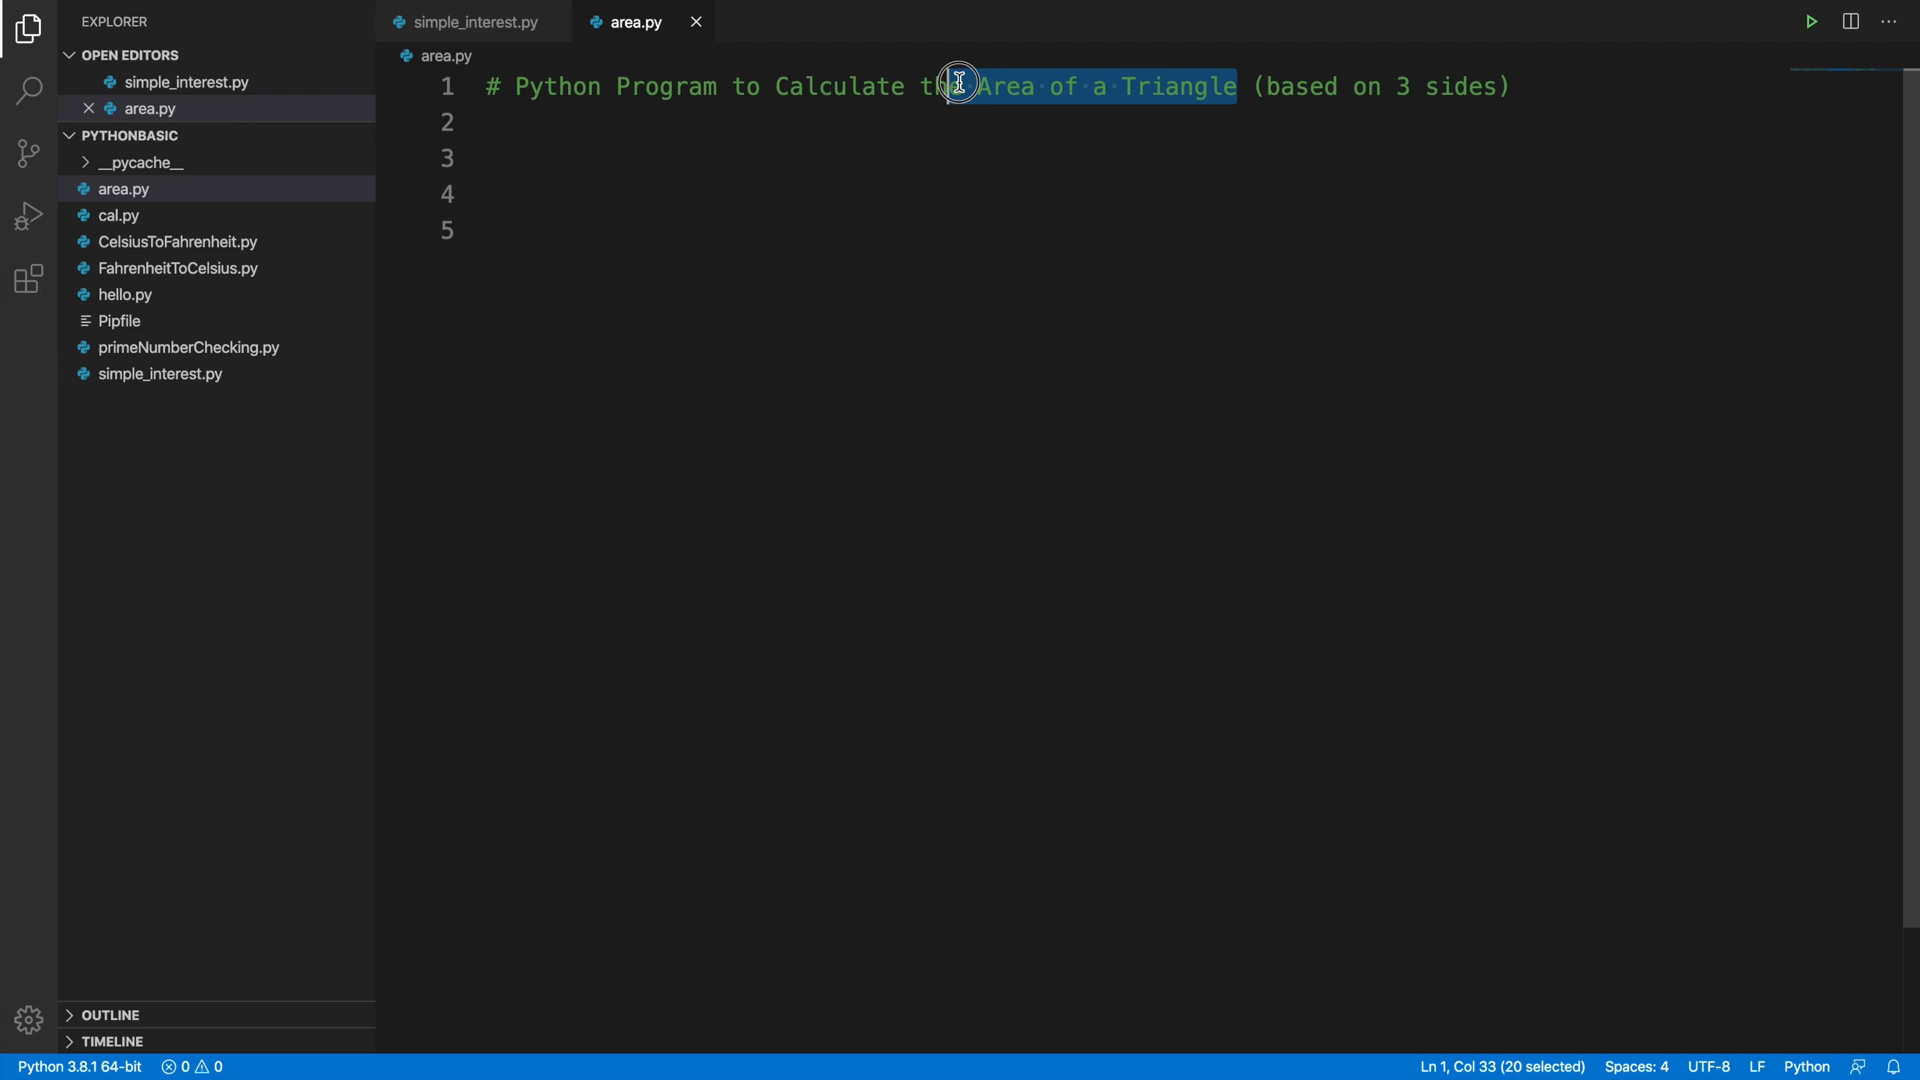 EXPLORER
OPEN EDITORS
simple_interest.py
area.py
PYTHONBASIC
__pycache__
area.py
cal.py
CelsiusToFahrenheit.py
FahrenheitToCelsius.py
hello.py
Pipfile
primeNumberChecking.py
simple_interest.py
OUTLINE
TIMELINE
simple_interest.py
area.py
area.py
1 # Python Program to Calculate the Area of a Triangle (based on 3 sides)
2
3
4
5
Python 3.8.1 64-bit
0
0
Ln 1, Col 33 (20 selected)
Spaces: 4
UTF-8
LF
Python